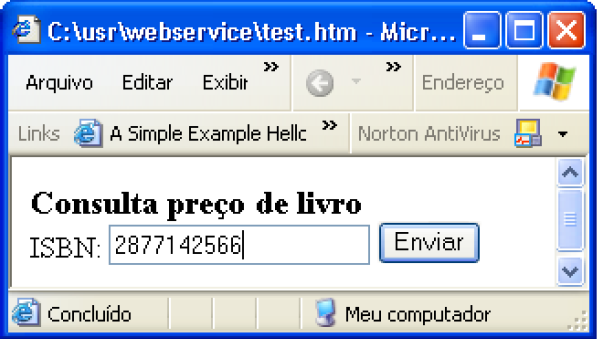 C:\usr\webservice\test.htm - Micr...
Arquivo Editar Exibir » » Endereço
Links A Simple Example Hello » Norton AntiVirus
Consulta preço de livro
ISBN: 2877142566 Enviar
Concluído Meu computador